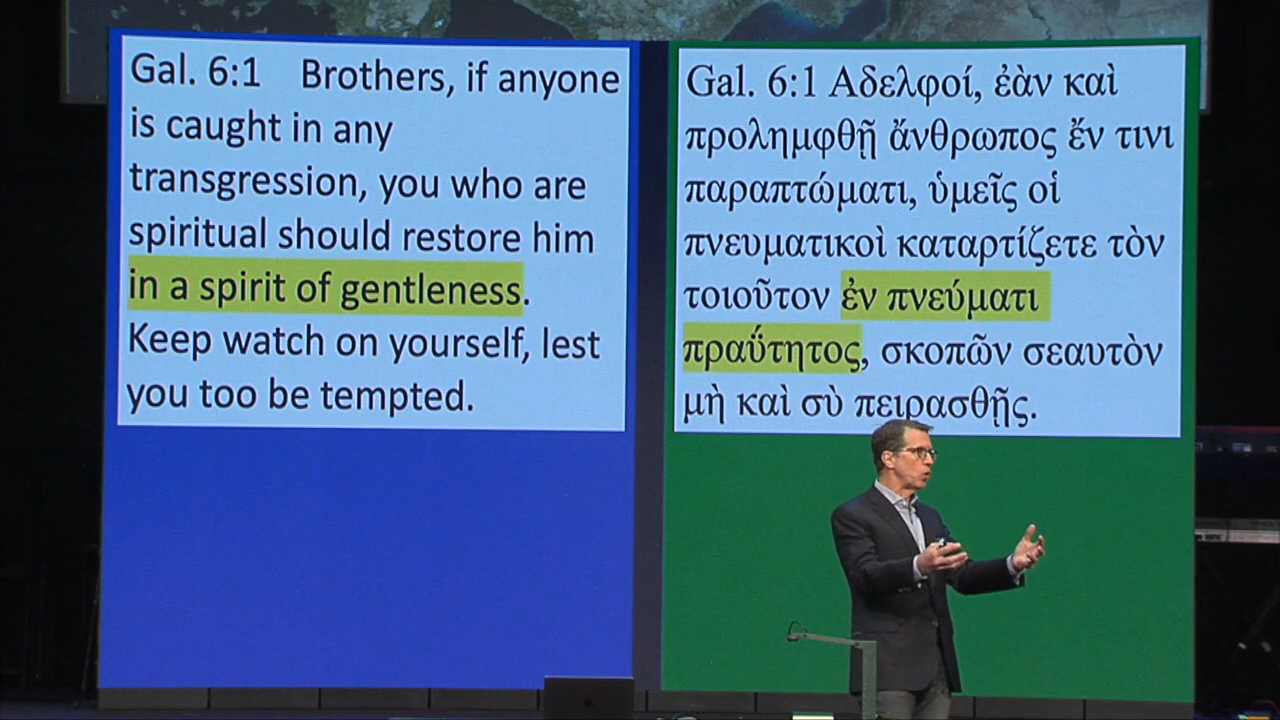 Gal. 6:1 Brothers, if anyone
is caught in any
transgression, you who are
spiritual should restore him
in a spirit of gentleness.
Keep watch on yourself, lest
you too be tempted.
Gal. 6:1 Αδελφοί, ἐὰν καὶ
προλημφθῇ ἄνθρωπος ἔν τινι
παραπτώματι, ὑμεῖς οἱ
πνευματικοὶ καταρτίζετε τὸν
τοιοῦτον ἐν πνεύματι
πραΰτητος, σκοπῶν σεαυτὸν
μὴ καὶ σὺ πειρασθῇς.